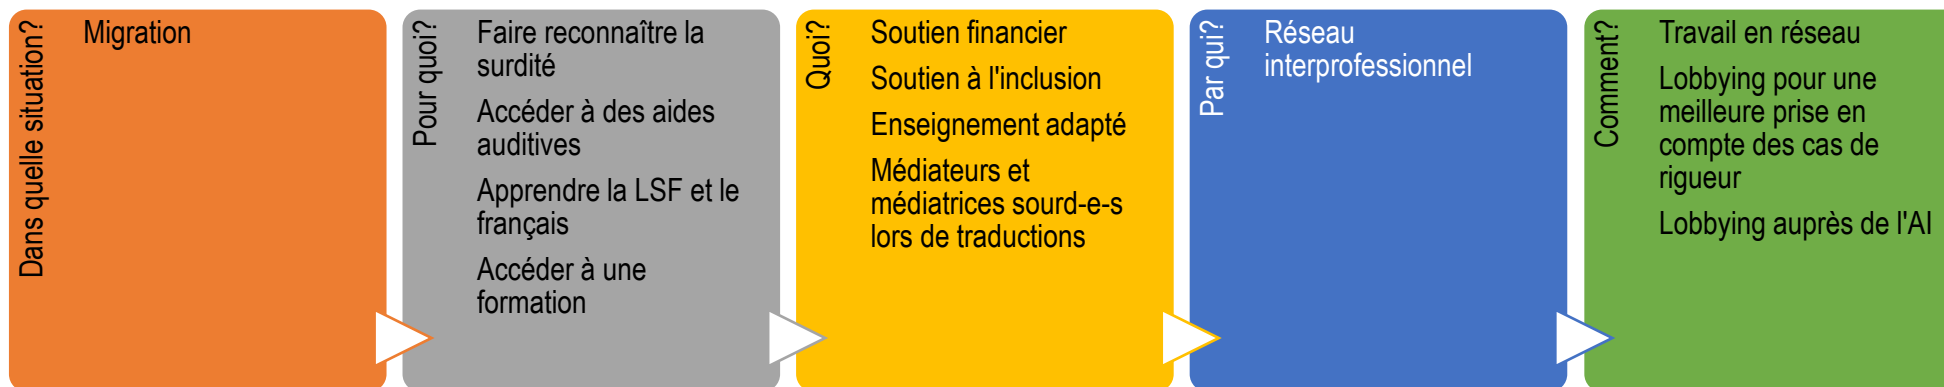 Dans quelle situation?
Migration
Pour quoi?
Faire reconnaître la
surdité
Accéder à des aides
auditives
Apprendre la LSF et le
français
Accéder à une
formation
Quoi?
Soutien financier
Soutien à l'inclusion
Enseignement adapté
Médiateurs et
médiatrices sourd-e-s
lors de traductions
Par qui?
Réseau
interprofessionnel
Comment?
Travail en réseau
Lobbying pour une
meilleure prise en
compte des cas de
rigueur
Lobbying auprès de l'AI